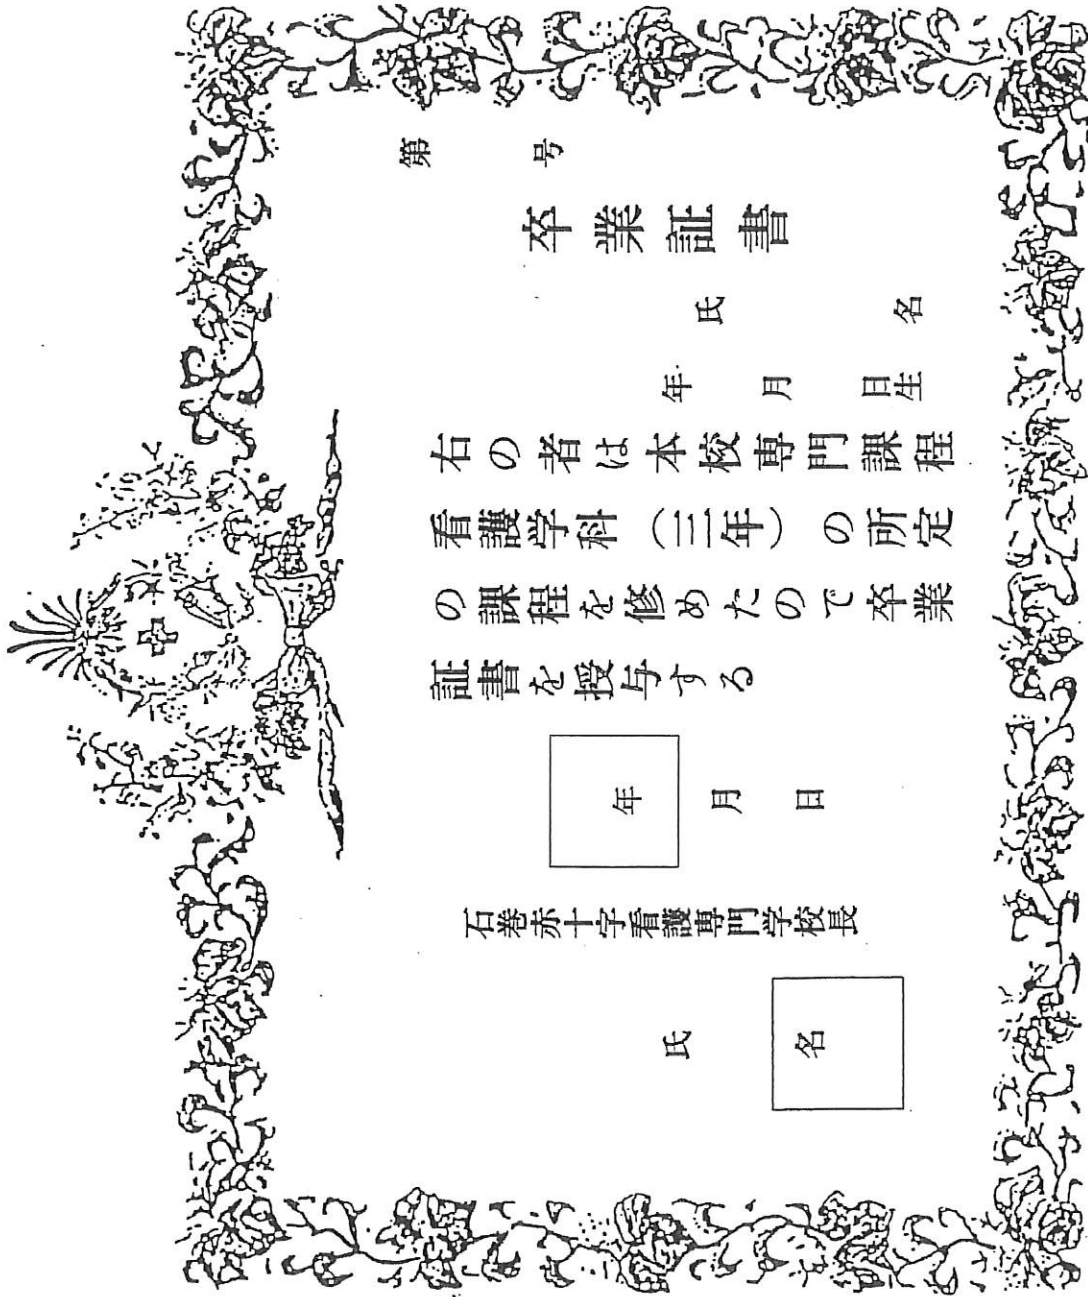 第　号
卒業証書
氏　名
年　月　日生
右の者は本校専門課程
看護学科（三年）の所定
の課程を修めたので卒業
証書を授与する
年　月　日
石巻赤十字看護専門学校長
氏　名